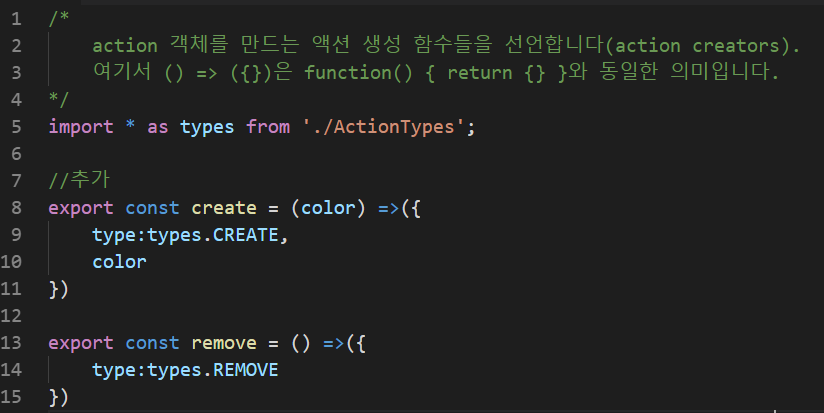 1 /*
2 action 객체를 만드는 액션 생성 함수들을 선언합니다(action creators).
3 여기서 () => ({})은 function() { return {} }와 동일한 의미입니다.
4 */
5 import * as types from './ActionTypes';
6
7 //추가
8 export const create = (color) =>({
9 type:types.CREATE,
10 color
11 })
12
13 export const remove = () =>({
14 type:types.REMOVE
15 })